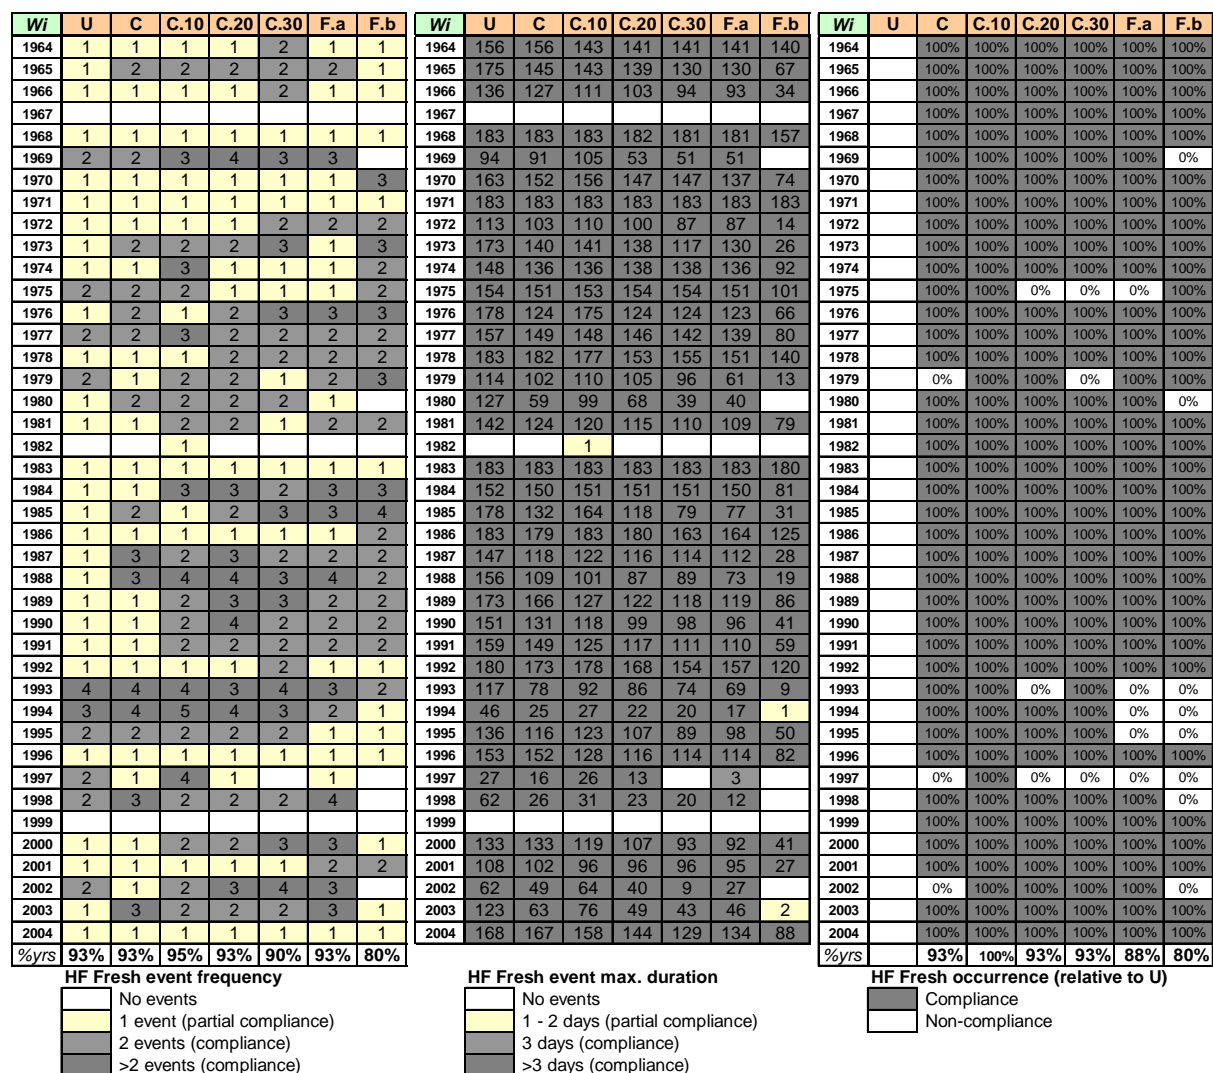 Wi U C C.10 C.20 C.30 F.a F.b Wi U C C.10 C.20 C.30 F.a F.b Wi U C C.10 C.20 C.30 F.a F.b
1964 1 1 1 1 2 1 1 1964 156 156 143 141 141 141 140 1964 100% 100% 100% 100% 100% 100%
1965 1 2 2 2 2 2 1 1965 175 145 143 139 130 130 67 1965 100% 100% 100% 100% 100% 100%
1966 1 1 1 1 2 1 1 1966 136 127 111 103 94 93 34 1966 100% 100% 100% 100% 100% 100%
1967 1967 1967 100% 100% 100% 100% 100% 100%
1968 1 1 1 1 1 1 1 1968 183 183 183 182 181 181 157 1968 100% 100% 100% 100% 100% 100%
1969 2 2 3 4 3 3 1969 94 91 105 53 51 51 1969 100% 100% 100% 100% 100% 0%
1970 1 1 1 1 1 1 3 1970 163 152 156 147 147 137 74 1970 100% 100% 100% 100% 100% 100%
1971 1 1 1 1 1 1 1 1971 183 183 183 183 183 183 183 1971 100% 100% 100% 100% 100% 100%
1972 1 1 1 1 2 2 2 1972 113 103 110 100 87 87 14 1972 100% 100% 100% 100% 100% 100%
1973 1 2 2 2 3 1 3 1973 173 140 141 138 117 130 26 1973 100% 100% 100% 100% 100% 100%
1974 1 1 3 1 1 1 2 1974 148 136 136 138 138 136 92 1974 100% 100% 100% 100% 100% 100%
1975 2 2 2 1 1 1 2 1975 154 151 153 154 154 151 101 1975 100% 100% 0% 0% 0% 100%
1976 1 2 1 2 3 3 3 1976 178 124 175 124 124 123 66 1976 100% 100% 100% 100% 100% 100%
1977 2 2 3 2 2 2 2 1977 157 149 148 146 142 139 80 1977 100% 100% 100% 100% 100% 100%
1978 1 1 1 2 2 2 2 1978 183 182 177 153 155 151 140 1978 100% 100% 100% 100% 100% 100%
1979 2 1 2 2 1 2 3 1979 114 102 110 105 96 61 13 1979 0% 100% 100% 0% 100% 100%
1980 1 2 2 2 2 1 1980 127 59 99 68 39 40 1980 100% 100% 100% 100% 100% 0%
1981 1 1 2 2 1 2 2 1981 142 124 120 115 110 109 79 1981 100% 100% 100% 100% 100% 100%
1982 1 1982 1 1982 100% 100% 100% 100% 100% 100%
1983 1 1 1 1 1 1 1 1983 183 183 183 183 183 183 180 1983 100% 100% 100% 100% 100% 100%
1984 1 1 3 3 2 3 3 1984 152 150 151 151 151 150 81 1984 100% 100% 100% 100% 100% 100%
1985 1 2 1 2 3 3 4 1985 178 132 164 118 79 77 31 1985 100% 100% 100% 100% 100% 100%
1986 1 1 1 1 1 1 2 1986 183 179 183 180 163 164 125 1986 100% 100% 100% 100% 100% 100%
1987 1 3 2 3 2 2 2 1987 147 118 122 116 114 112 28 1987 100% 100% 100% 100% 100% 100%
1988 1 3 4 4 3 4 2 1988 156 109 101 87 89 73 19 1988 100% 100% 100% 100% 100% 100%
1989 1 1 2 3 3 2 2 1989 173 166 127 122 118 119 86 1989 100% 100% 100% 100% 100% 100%
1990 1 1 2 4 2 2 2 1990 151 131 118 99 98 96 41 1990 100% 100% 100% 100% 100% 100%
1991 1 1 2 2 2 2 2 1991 159 149 125 117 111 110 59 1991 100% 100% 100% 100% 100% 100%
1992 1 1 1 1 2 1 1 1992 180 173 178 168 154 157 120 1992 100% 100% 100% 100% 100% 100%
1993 4 4 4 3 4 3 2 1993 117 78 92 86 74 69 9 1993 100% 100% 0% 100% 0% 0%
1994 3 4 5 4 3 2 1 1994 46 25 27 22 20 17 1 1994 100% 100% 100% 100% 0% 0%
1995 2 2 2 2 2 1 1 1995 136 116 123 107 89 98 50 1995 100% 100% 100% 100% 0% 0%
1996 1 1 1 1 1 1 1 1996 153 152 128 116 114 114 82 1996 100% 100% 100% 100% 100% 100%
1997 2 1 4 1 1 1997 27 16 26 13 3 1997 0% 100% 0% 0% 0% 0%
1998 2 3 2 2 2 4 1998 62 26 31 23 20 12 1998 100% 100% 100% 100% 100% 0%
1999 1999 1999 100% 100% 100% 100% 100% 100%
2000 1 1 2 2 3 3 1 2000 133 133 119 107 93 92 41 2000 100% 100% 100% 100% 100% 100%
2001 1 1 1 1 1 2 2 2001 108 102 96 96 96 95 27 2001 100% 100% 100% 100% 100% 100%
2002 2 1 2 3 4 3 2002 62 49 64 40 9 27 2002 0% 100% 100% 100% 100% 0%
2003 1 3 2 2 2 3 1 2003 123 63 76 49 43 46 2 2003 100% 100% 100% 100% 100% 100%
2004 1 1 1 1 1 1 1 2004 168 167 158 144 129 134 88 2004 100% 100% 100% 100% 100% 100%
%yrs 93% 93% 95% 93% 90% 93% 80% %yrs 93% 100% 93% 93% 88% 80%
HF Fresh event frequency HF Fresh event max. duration HF Fresh occurrence (relative to U)
No events No events Compliance
1 event (partial compliance) 1 - 2 days (partial compliance) Non-compliance
2 events (compliance) 3 days (compliance)
>2 events (compliance) >3 days (compliance)